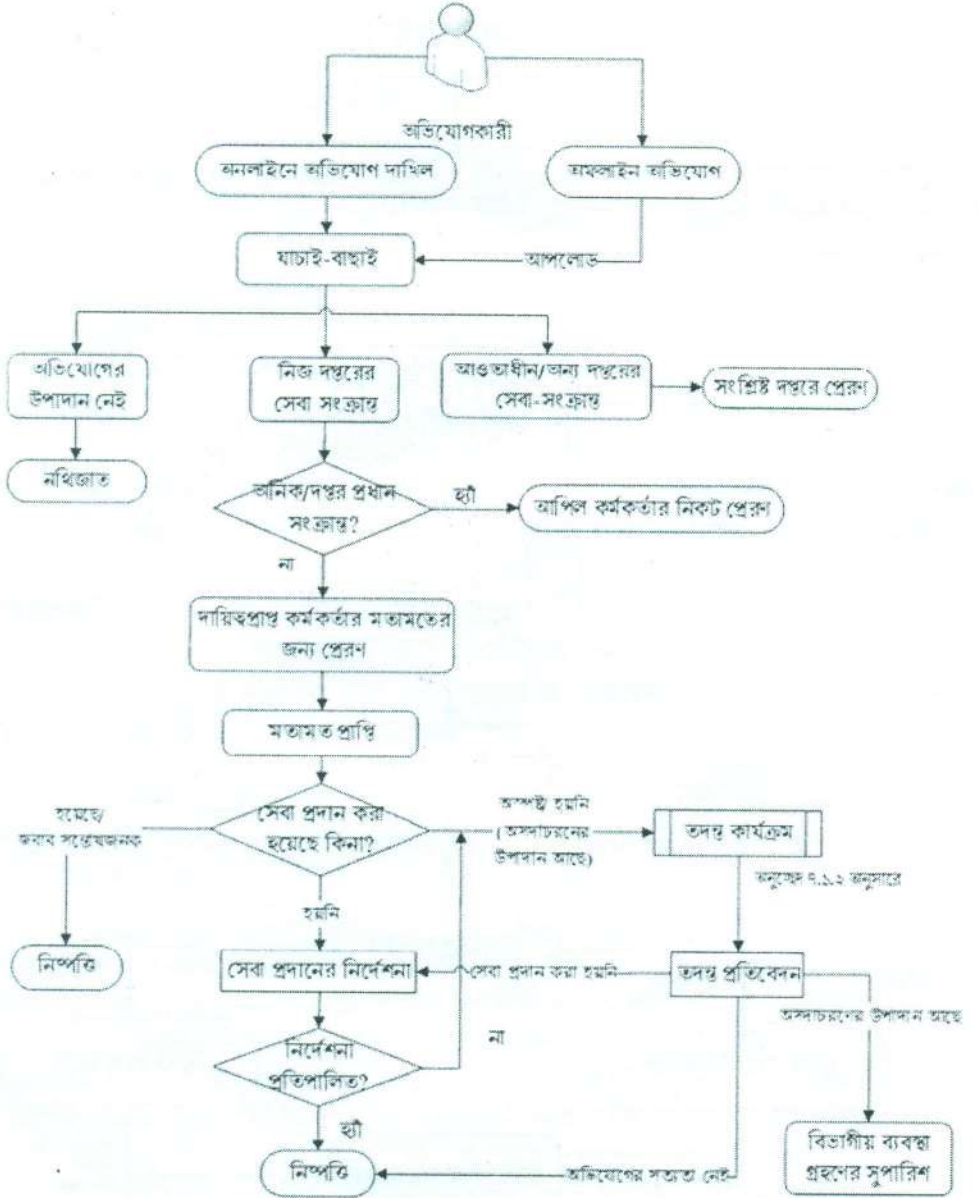 অভিযোগকারী
অনলাইনে অভিযোগ দাখিল
অফলাইন অভিযোগ
যাচাই-বাছাই
আপলোড
অভিযোগের
উপাদান নেই
নিজ দপ্তরের
সেবা সংক্রান্ত
আওতাধীন/অন্য দপ্তরের
সেবা-সংক্রান্ত
সংশ্লিষ্ট দপ্তরে প্রেরণ
নথিজাত
অনিক/দপ্তর প্রধান
সংক্রান্ত?
হ্যাঁ
আপিল কর্মকর্তার নিকট প্রেরণ
না
দায়িত্বপ্রাপ্ত কর্মকর্তার মতামতের
জন্য প্রেরণ
মতামত প্রাপ্তি
হয়েছে/
জবাব সন্তোষজনক
সেবা প্রদান করা
হয়েছে কিনা?
অস্পষ্ট হয়নি
(অসদাচরনের
উপাদান আছে)
তদন্ত কার্যক্রম
অনুচ্ছেদ ৭.১.২ অনুসারে
হয়নি
নিষ্পত্তি
সেবা প্রদানের নির্দেশনা
সেবা প্রদান করা হয়নি
তদন্ত প্রতিবেদন
অসদাচরণের উপাদান আছে
না
নির্দেশনা
প্রতিপালিত?
হ্যাঁ
নিষ্পত্তি
অভিযোগের সত্যতা নেই
বিভাগীয় ব্যবস্থা
গ্রহণের সুপারিশ